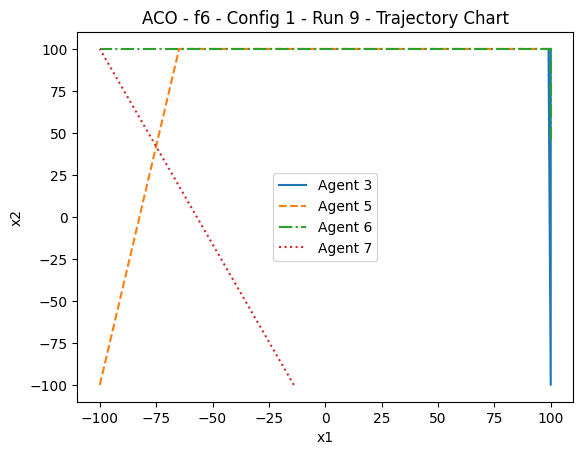 ACO - f6 - Config 1 - Run 9 - Trajectory Chart
x2
100
75
50
25
0
−25
−50
−75
−100
Agent 3
Agent 5
Agent 6
Agent 7
−100 −75 −50 −25 0 25 50 75 100
x1